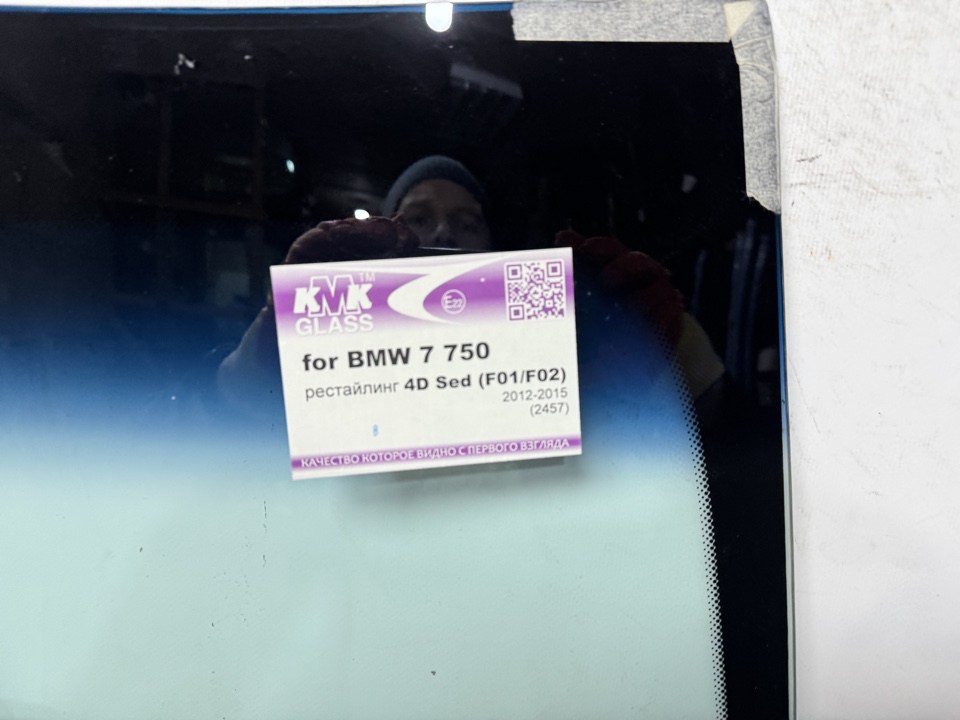 KMK™
GLASS
E22
for BMW 7 750
рестайлинг 4D Sed (F01/F02)
2012-2015
(2457)
КАЧЕСТВО КОТОРОЕ ВИДНО С ПЕРВОГО ВЗГЛЯДА